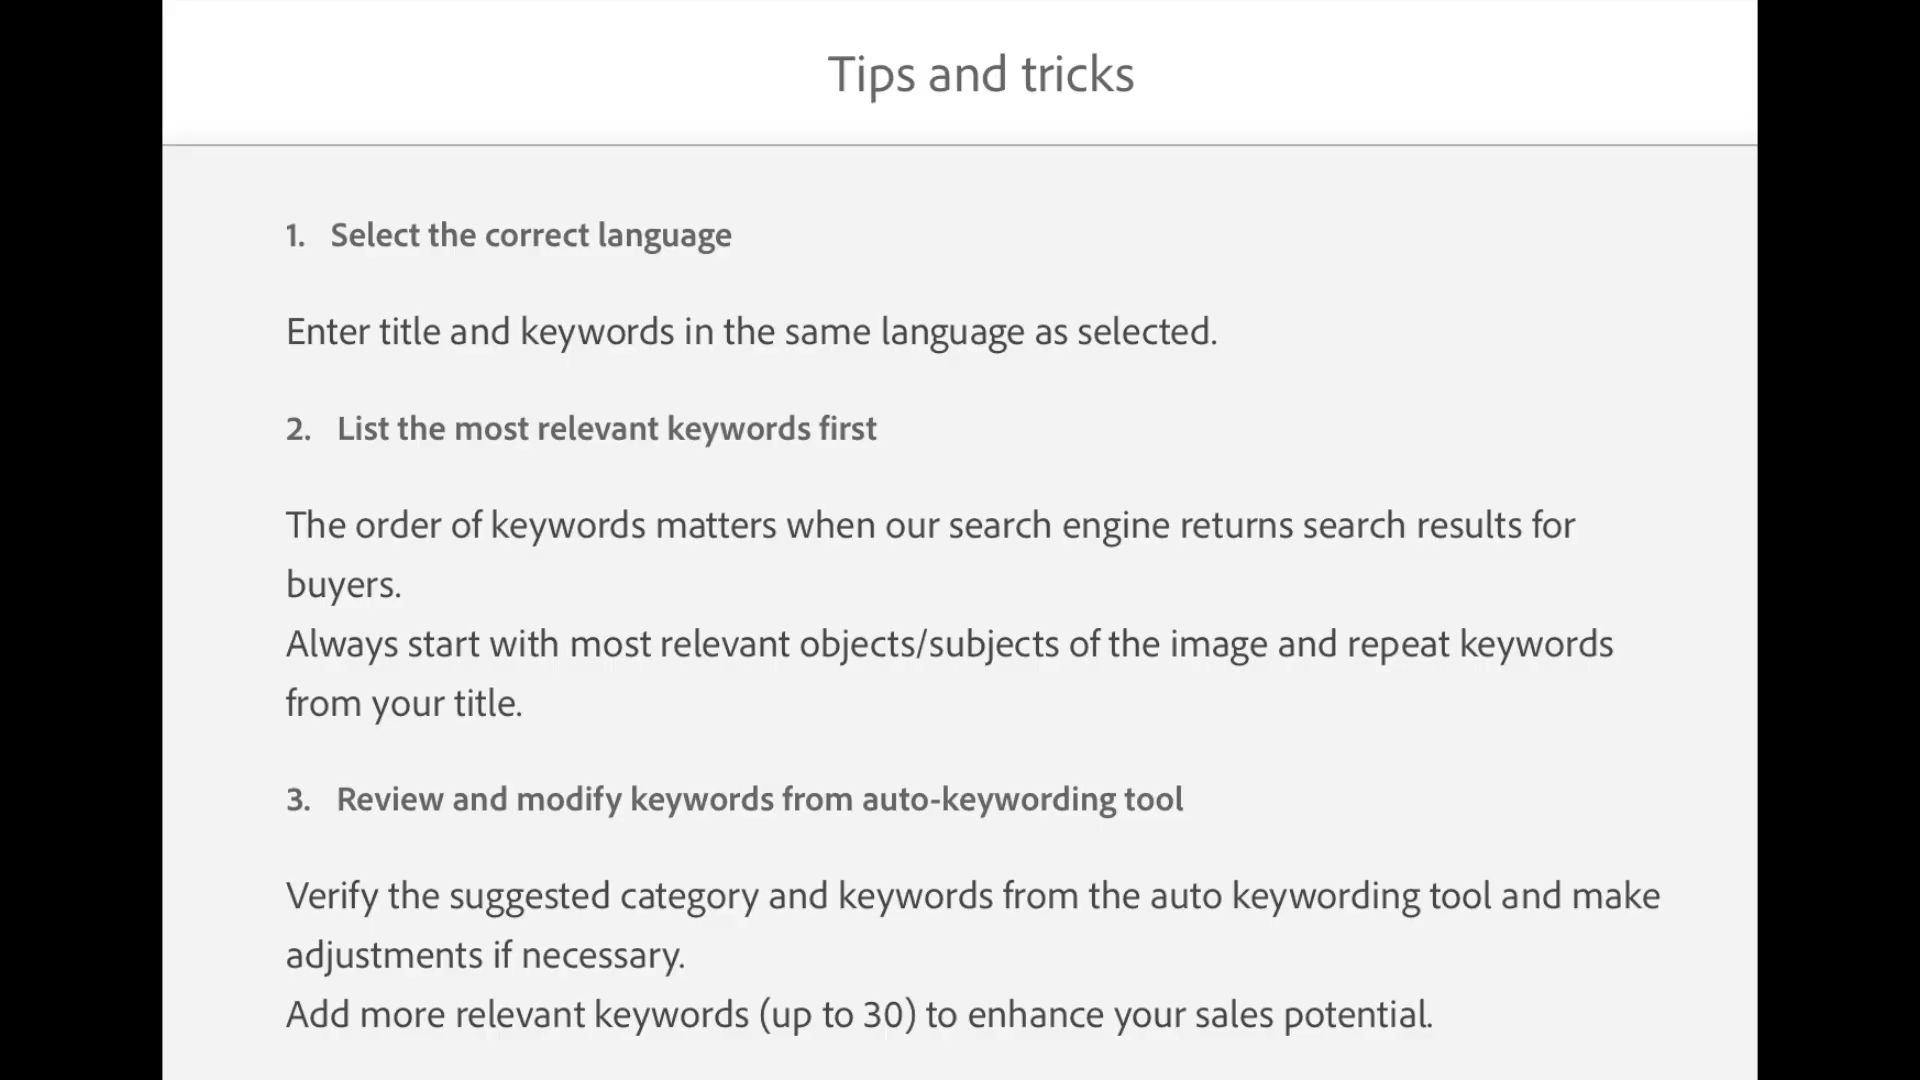 Tips and tricks
1. Select the correct language
Enter title and keywords in the same language as selected.
2. List the most relevant keywords first
The order of keywords matters when our search engine returns search results for
buyers.
Always start with most relevant objects/subjects of the image and repeat keywords
from your title.
3. Review and modify keywords from auto-keywording tool
Verify the suggested category and keywords from the auto keywording tool and make
adjustments if necessary.
Add more relevant keywords (up to 30) to enhance your sales potential.